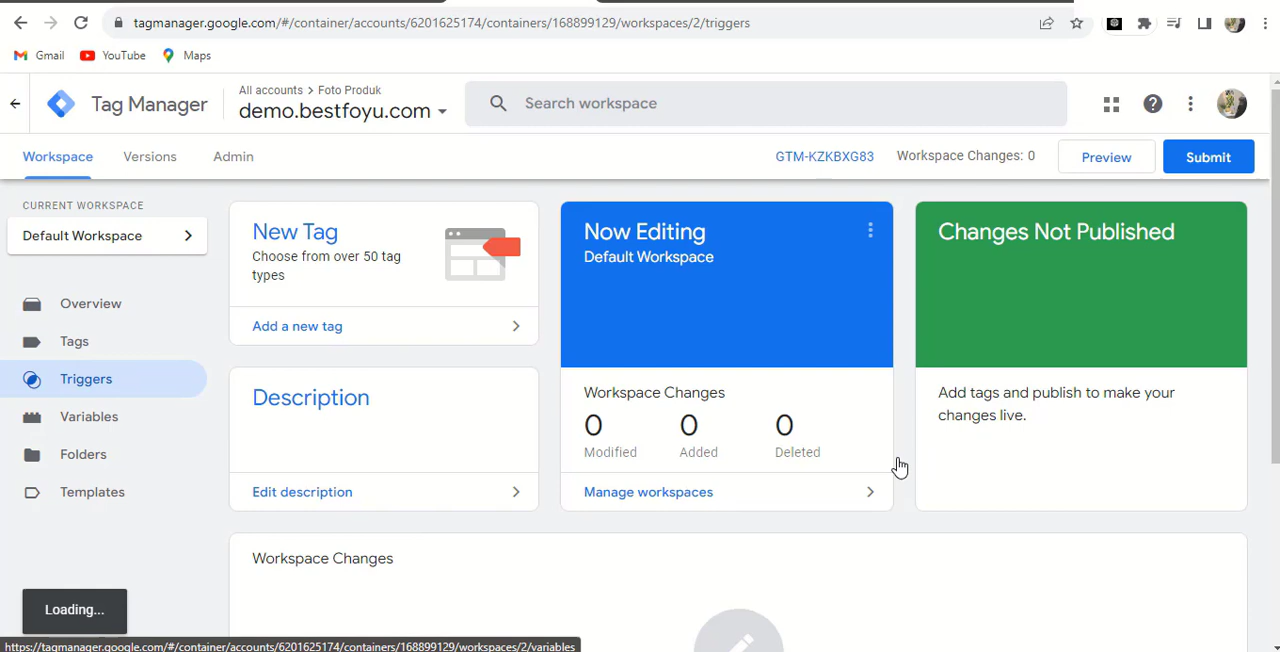 tagmanager.google.com/#/container/accounts/6201625174/containers/168899129/workspaces/2/triggers
Gmail
YouTube
Maps
Tag Manager
All accounts > Foto Produk
demo.bestfoyu.com
Search workspace
Workspace
Versions
Admin
GTM-KZKBXG83
Workspace Changes: 0
Preview
Submit
CURRENT WORKSPACE
Default Workspace
Overview
Tags
Triggers
Variables
Folders
Templates
New Tag
Choose from over 50 tag
types
Add a new tag
Description
Edit description
Now Editing
Default Workspace
Workspace Changes
0 0 0
Modified Added Deleted
Manage workspaces
Changes Not Published
Add tags and publish to make your
changes live.
Workspace Changes
Loading...
https://tagmanager.google.com/#/container/accounts/6201625174/containers/168899129/workspaces/2/variables